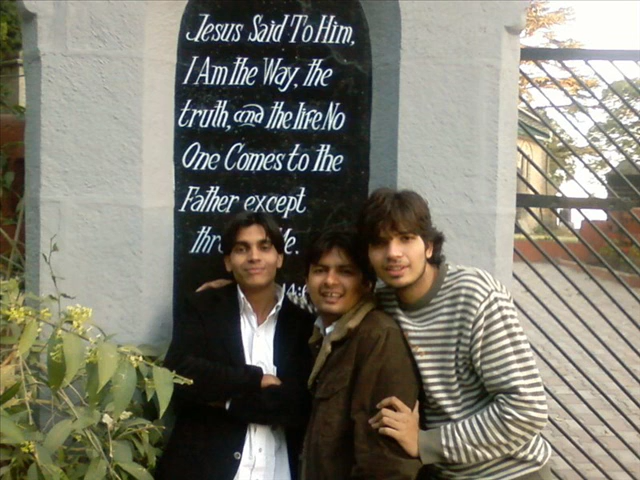 Jesus Said To Him,
I Am the Way, the
truth, and the life No
One Comes to the
Father except